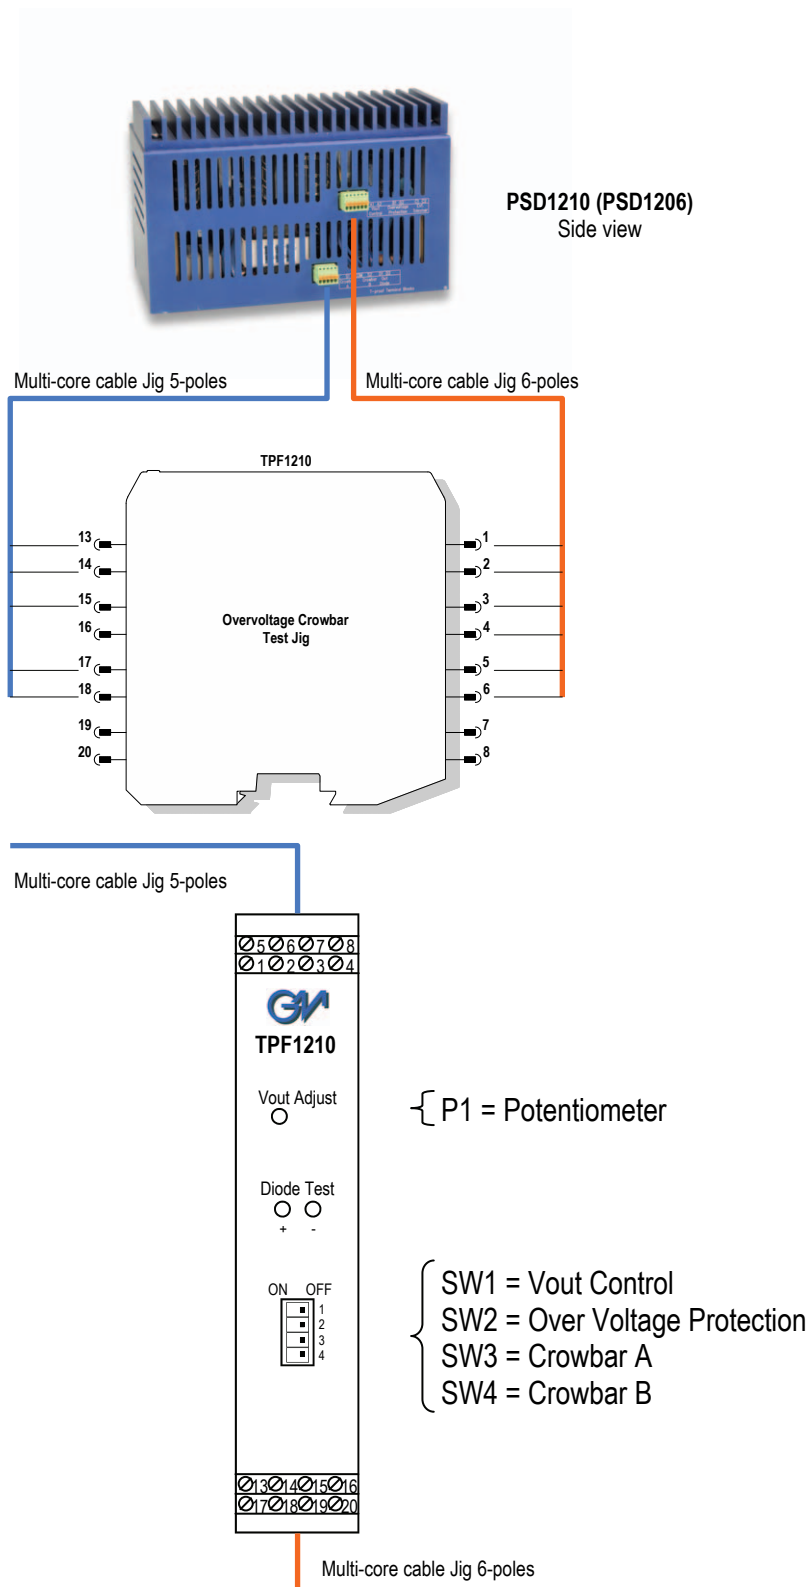 PSD1210 (PSD1206)
Side view
Multi-core cable Jig 5-poles
Multi-core cable Jig 6-poles
TPF1210
13
14
15
16
17
18
19
20
1
2
3
4
5
6
7
8
Overvoltage Crowbar
Test Jig
Multi-core cable Jig 5-poles
5 6 7 8
1 2 3 4
GM
TPF1210
Vout Adjust
P1 = Potentiometer
Diode Test
+ -
ON OFF
1
2
3
4
SW1 = Vout Control
SW2 = Over Voltage Protection
SW3 = Crowbar A
SW4 = Crowbar B
13 14 15 16
17 18 19 20
Multi-core cable Jig 6-poles